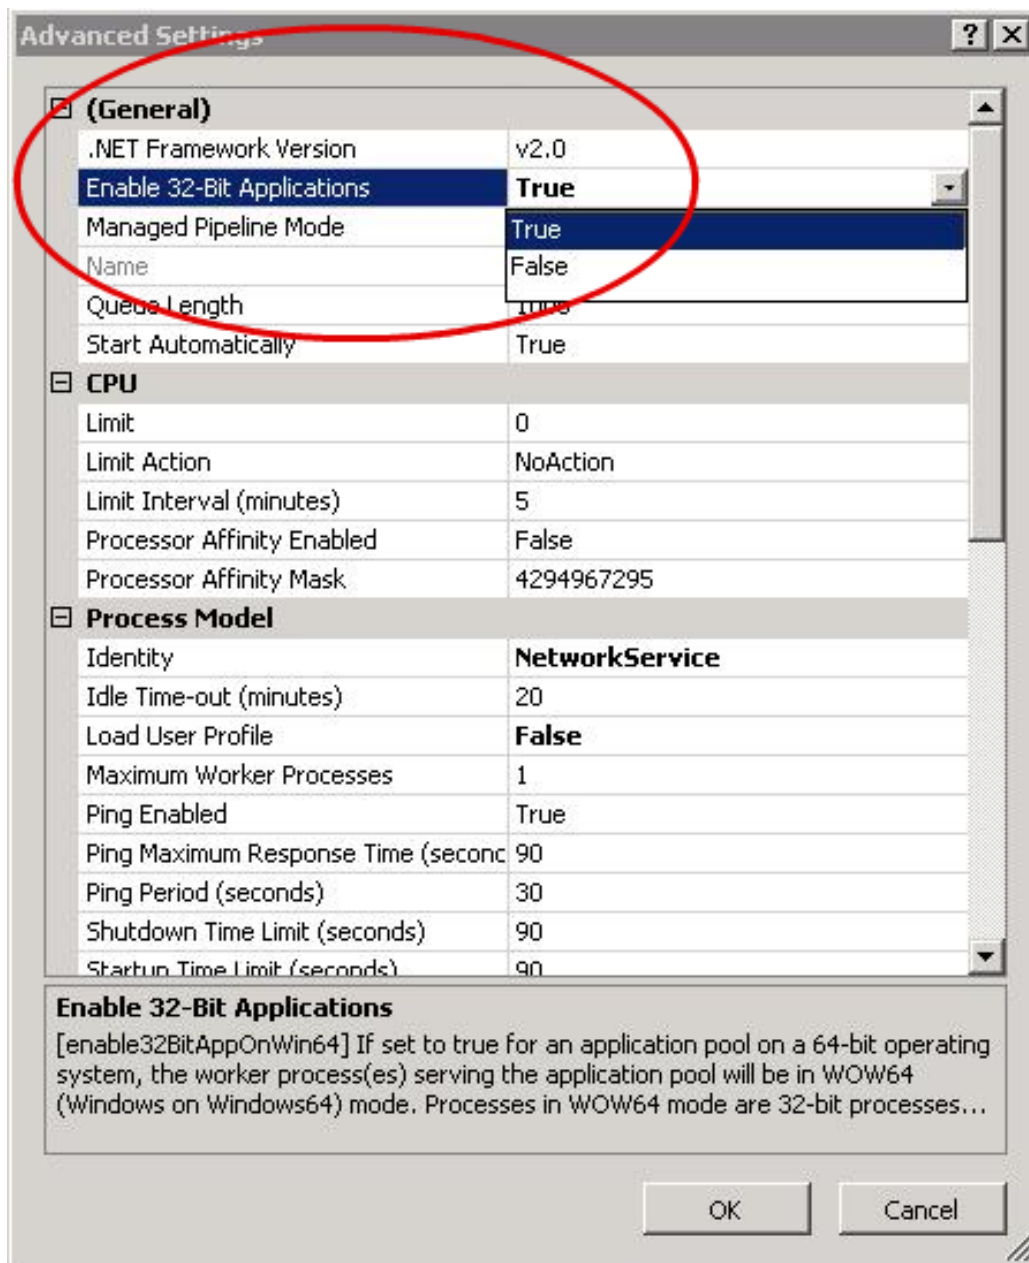 Advanced Settings
(General)
.NET Framework Version v2.0
Enable 32-Bit Applications True
Managed Pipeline Mode True
Name False
Queue Length 1000
Start Automatically True
CPU
Limit 0
Limit Action NoAction
Limit Interval (minutes) 5
Processor Affinity Enabled False
Processor Affinity Mask 4294967295
Process Model
Identity NetworkService
Idle Time-out (minutes) 20
Load User Profile False
Maximum Worker Processes 1
Ping Enabled True
Ping Maximum Response Time (secon 90
Ping Period (seconds) 30
Shutdown Time Limit (seconds) 90
Startup Time Limit (seconds) 90
Enable 32-Bit Applications
[enable32BitAppOnWin64] If set to true for an application pool on a 64-bit operating
system, the worker process(es) serving the application pool will be in WOW64
(Windows on Windows64) mode. Processes in WOW64 mode are 32-bit processes...
OK Cancel